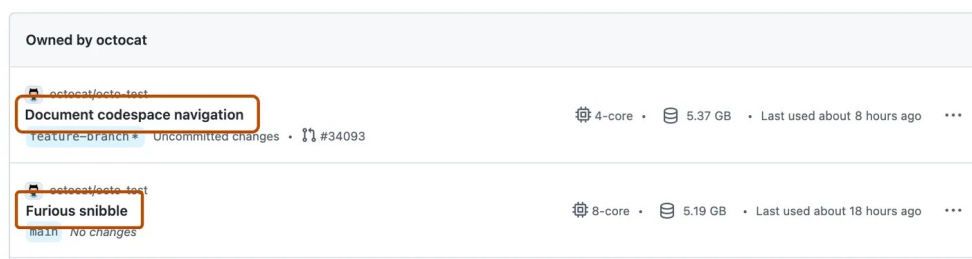 Owned by octocat
octocat/octo-test
Document codespace navigation
4-core • 5.37 GB • Last used about 8 hours ago
feature-branch* Uncommitted changes • #34093
octocat/octo-test
Furious snibble
8-core • 5.19 GB • Last used about 18 hours ago
main No changes